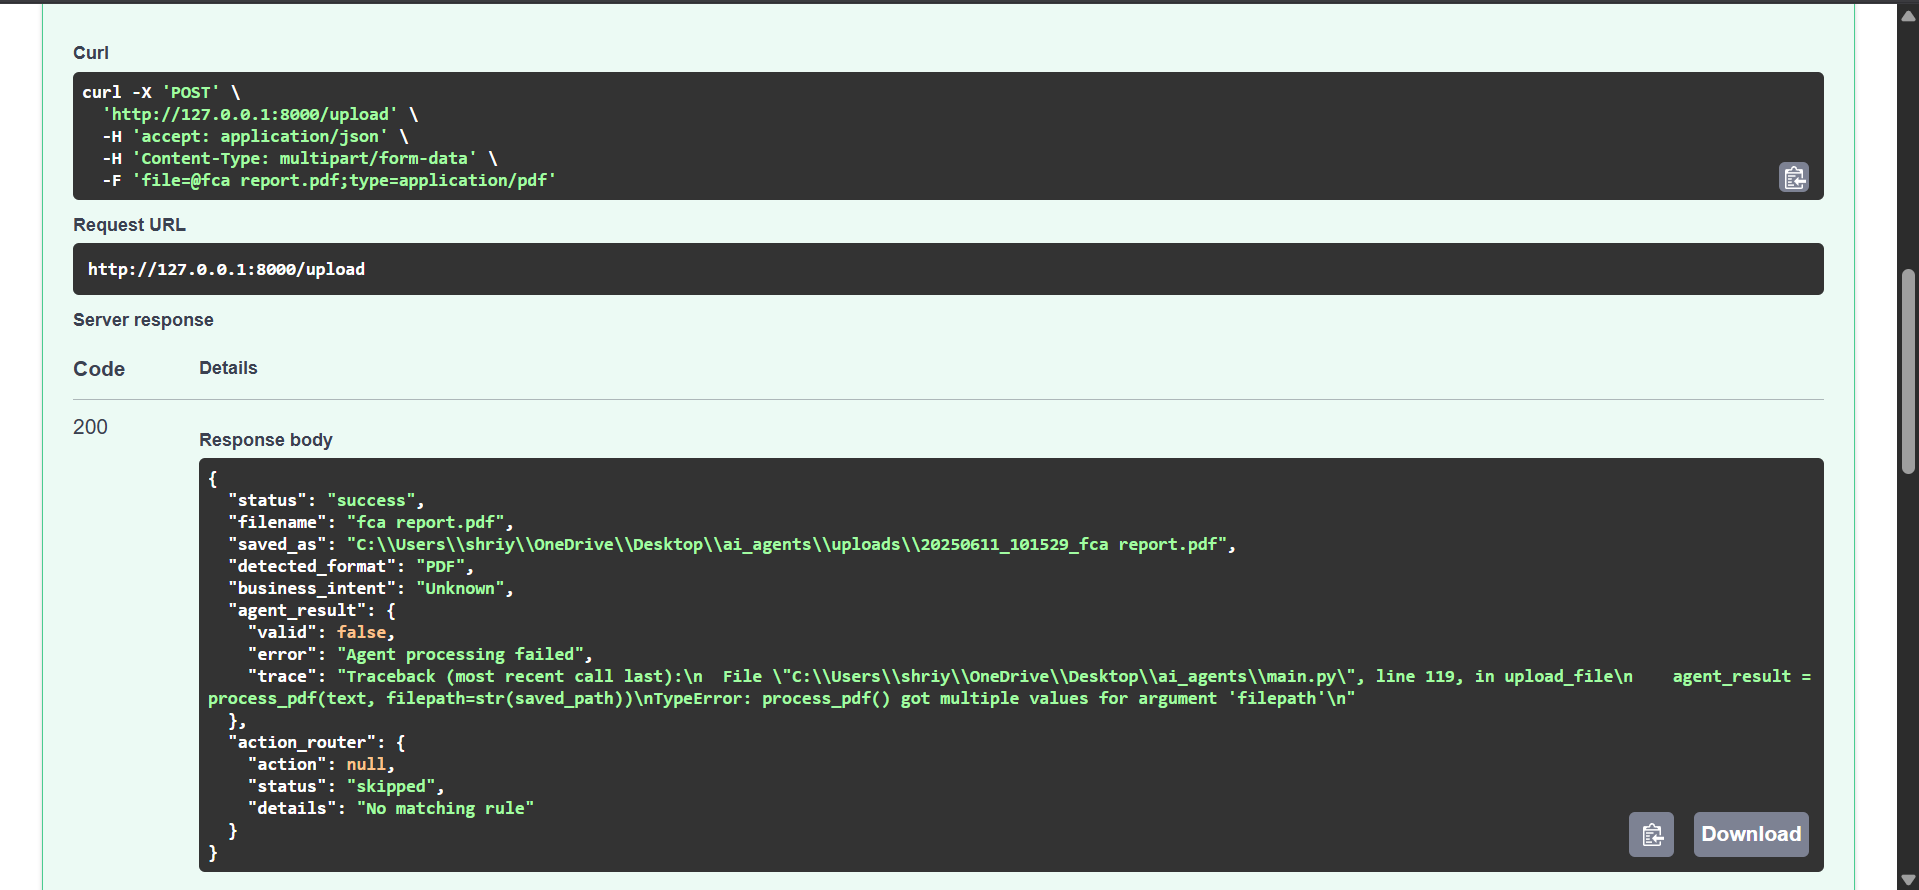 Curl
curl -X 'POST' \
  'http://127.0.0.1:8000/upload' \
  -H 'accept: application/json' \
  -H 'Content-Type: multipart/form-data' \
  -F 'file=@fca report.pdf;type=application/pdf'
Request URL
http://127.0.0.1:8000/upload
Server response
Code Details
200
Response body
{
  "status": "success",
  "filename": "fca report.pdf",
  "saved_as": "C:\\Users\\shriy\\OneDrive\\Desktop\\ai_agents\\uploads\\20250611_101529_fca report.pdf",
  "detected_format": "PDF",
  "business_intent": "Unknown",
  "agent_result": {
    "valid": false,
    "error": "Agent processing failed",
    "trace": "Traceback (most recent call last):\n  File \"C:\\Users\\shriy\\OneDrive\\Desktop\\ai_agents\\main.py\", line 119, in upload_file\n    agent_result =
process_pdf(text, filepath=str(saved_path))\nTypeError: process_pdf() got multiple values for argument 'filepath'\n"
  },
  "action_router": {
    "action": null,
    "status": "skipped",
    "details": "No matching rule"
  }
}
Download